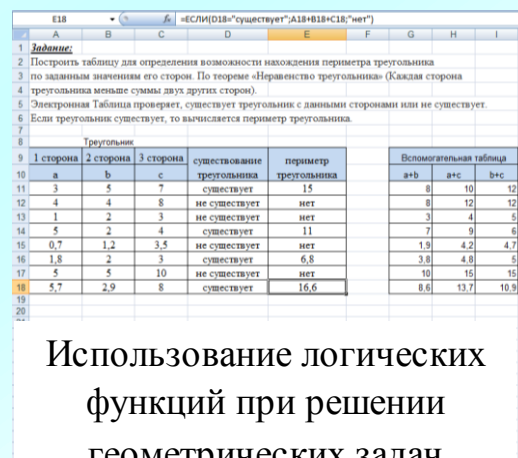 E18 fx =ЕСЛИ(D18="существует";A18+B18+C18;"нет")
A B C D E F G H I
1 Задание:
2 Построить таблицу для определения возможности нахождения периметра треугольника
3 по заданным значениям его сторон. По теореме «Неравенство треугольника» (Каждая сторона
4 треугольника меньше суммы двух других сторон).
5 Электронная Таблица проверяет, существует треугольник с данными сторонами или не существует.
6 Если треугольник существует, то вычисляется периметр треугольника.
7
8 Треугольник
9 1 сторона 2 сторона 3 сторона существование периметр Вспомогательная таблица
10 a b c треугольника треугольника a+b a+c b+c
11 3 5 7 существует 15 8 10 12
12 4 4 8 не существует нет 8 12 12
13 1 2 3 не существует нет 3 4 5
14 5 2 4 существует 11 7 9 6
15 0,7 1,2 3,5 не существует нет 1,9 4,2 4,7
16 1,8 2 3 существует 6,8 3,8 4,8 5
17 5 5 10 не существует нет 10 15 15
18 5,7 2,9 8 существует 16,6 8,6 13,7 10,9
19
20
Использование логических
функций при решении
геометрических задач